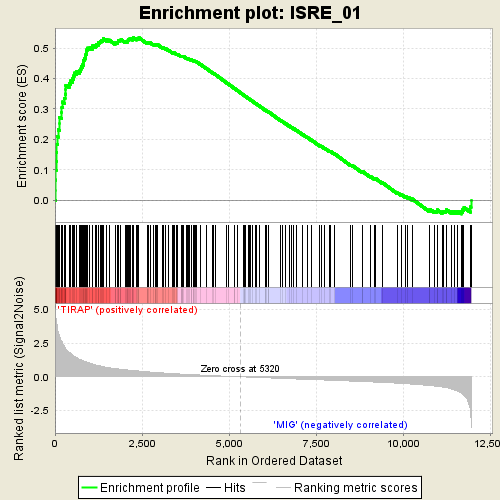 Enrichment plot: ISRE_01
Enrichment score (ES)
0.5
0.4
0.3
0.2
0.1
0.0
Ranked list metric (Signal2Noise)
5.0
2.5
0.0
-2.5
'TIRAP' (positively correlated)
Zero cross at 5320
'MIG' (negatively correlated)
0 2,500 5,000 7,500 10,000 12,500
Rank in Ordered Dataset
Enrichment profile Hits Ranking metric scores